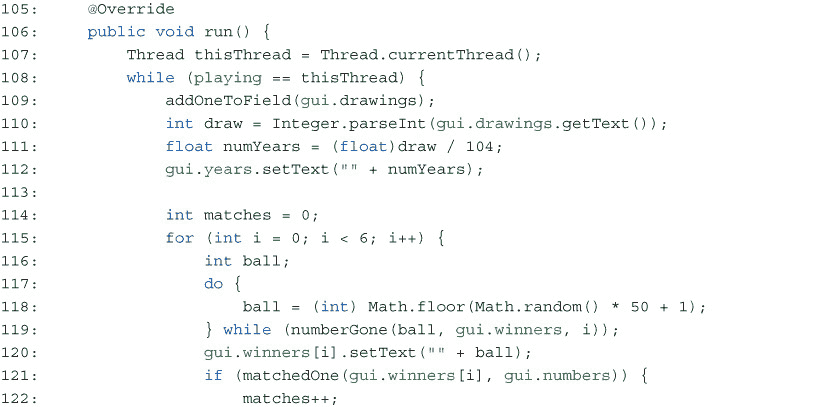 105:     @Override
106:     public void run() {
107:         Thread thisThread = Thread.currentThread();
108:         while (playing == thisThread) {
109:             addOneToField(gui.drawings);
110:             int draw = Integer.parseInt(gui.drawings.getText());
111:             float numYears = (float)draw / 104;
112:             gui.years.setText("" + numYears);
113:
114:             int matches = 0;
115:             for (int i = 0; i < 6; i++) {
116:                 int ball;
117:                 do {
118:                     ball = (int) Math.floor(Math.random() * 50 + 1);
119:                 } while (numberGone(ball, gui.winners, i));
120:                 gui.winners[i].setText("" + ball);
121:                 if (matchedOne(gui.winners[i], gui.numbers)) {
122:                     matches++;